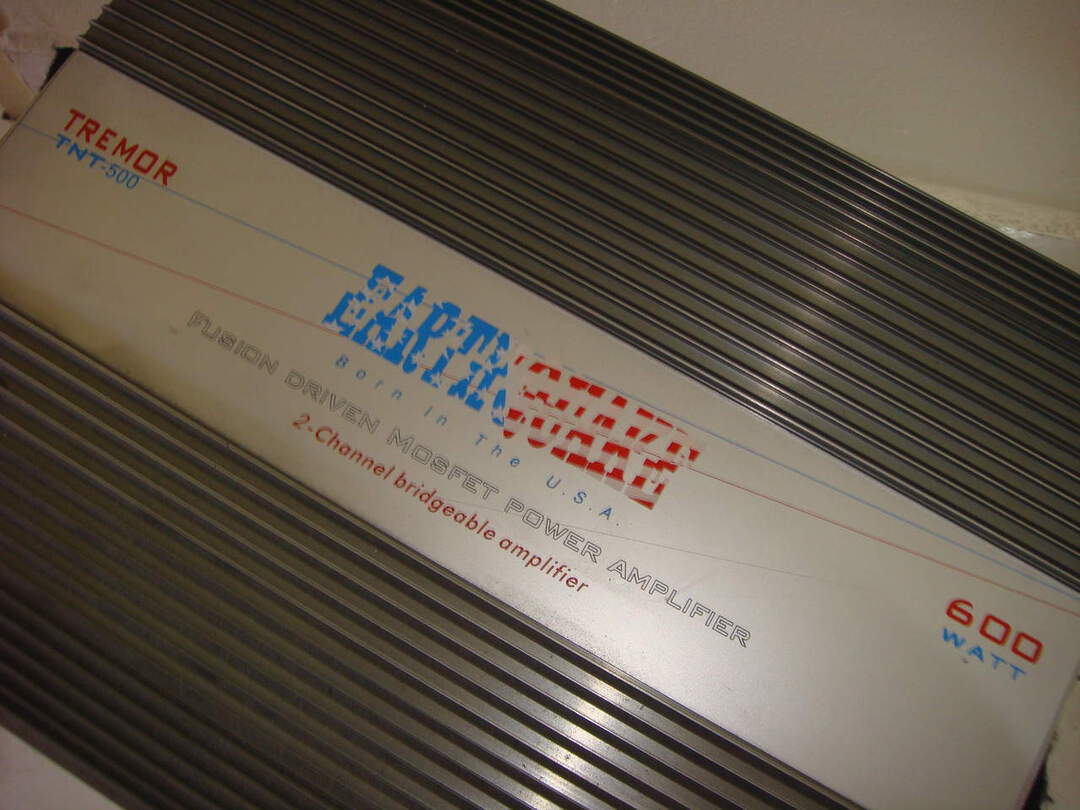 TREMOR
TNT-500
EARTHQUAKE
Born In The U.S.A.
FUSION DRIVEN MOSFET POWER AMPLIFIER
2-Channel bridgeable amplifier
600
WATT